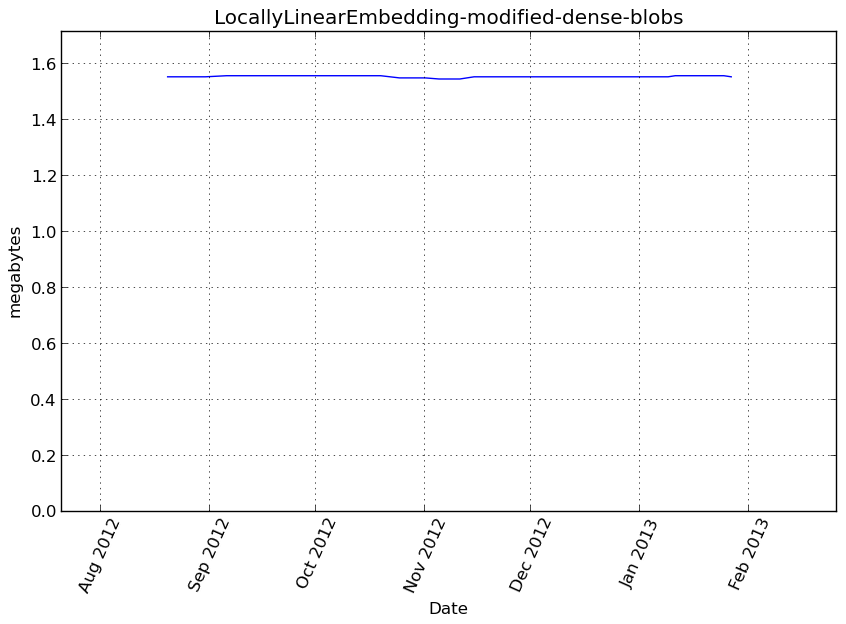 LocallyLinearEmbedding-modified-dense-blobs
megabytes
1.6
1.4
1.2
1.0
0.8
0.6
0.4
0.2
0.0
Aug 2012
Sep 2012
Oct 2012
Nov 2012
Dec 2012
Jan 2013
Feb 2013
Date